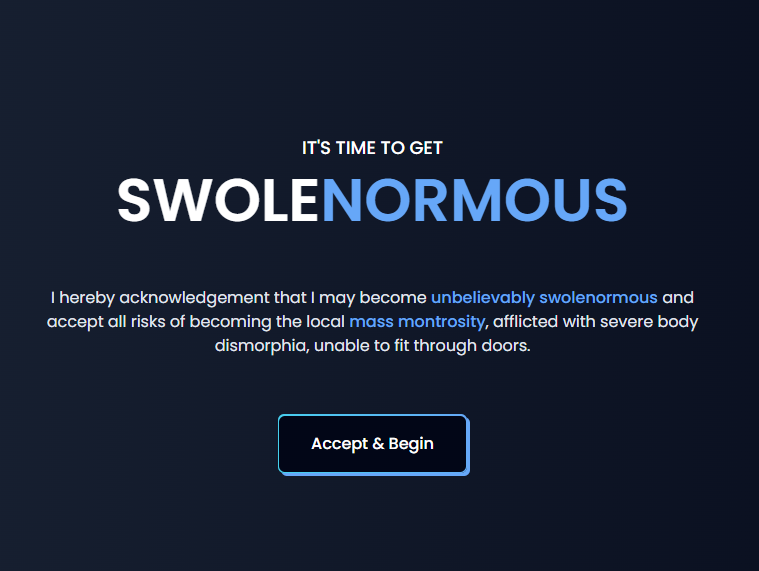 IT'S TIME TO GET
SWOLENORMOUS
I hereby acknowledgement that I may become unbelievably swolenormous and
accept all risks of becoming the local mass montrosity, afflicted with severe body
dismorphia, unable to fit through doors.
Accept & Begin